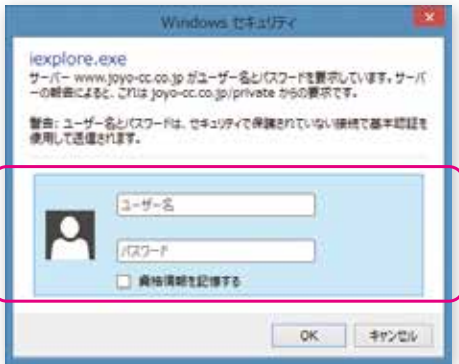 Windows セキュリティ
iexplore.exe
サーバー www.joyo-cc.co.jp がユーザー名とパスワードを要求しています。サーバ
ーの報告によると、これは joyo-cc.co.jp/private からの要求です。
警告: ユーザー名とパスワードは、セキュリティで保護されていない接続で基本認証を
使用して送信されます。
ユーザー名
パスワード
資格情報を記憶する
OK
キャンセル